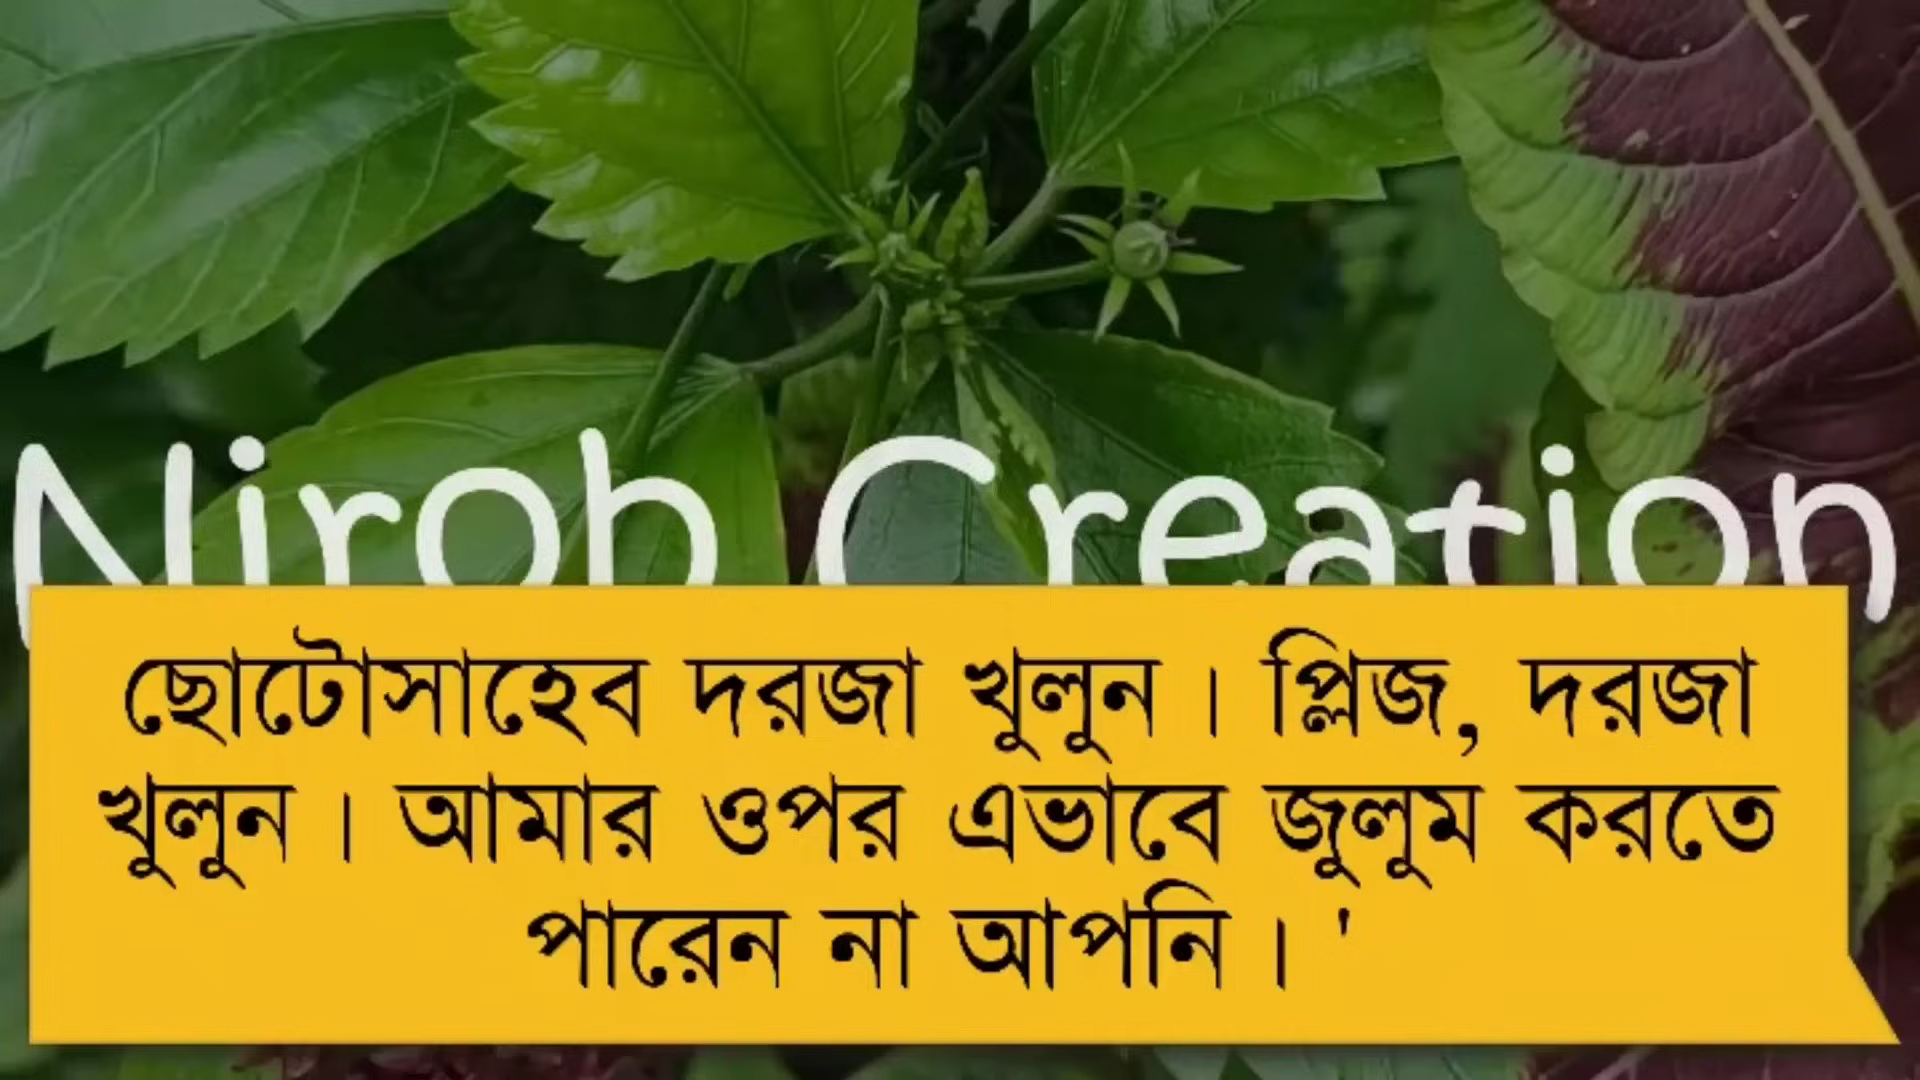 Nirob Creation
ছোটোসাহেব দরজা খুলুন। প্লিজ, দরজা
খুলুন। আমার ওপর এভাবে জুলুম করতে
পারেন না আপনি। '